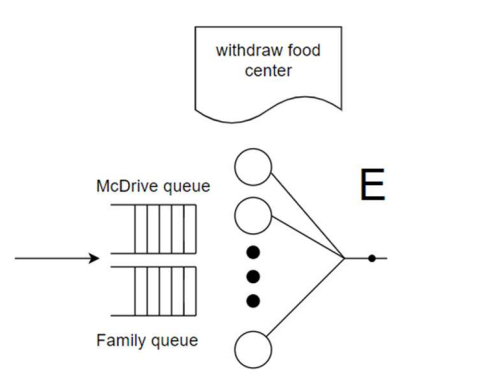 withdraw food
center
McDrive queue
E
Family queue